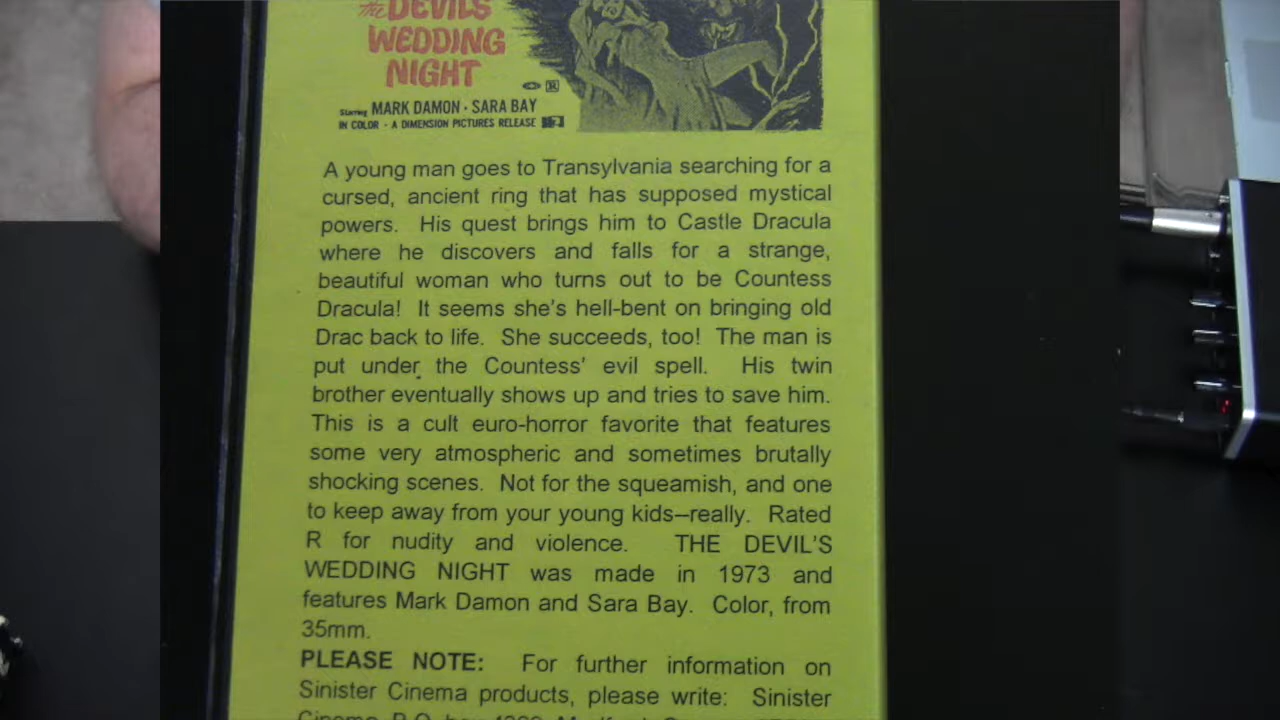 the DEVILS
WEDDING
NIGHT
R
Starring MARK DAMON · SARA BAY
IN COLOR - A DIMENSION PICTURES RELEASE
A young man goes to Transylvania searching for a
cursed, ancient ring that has supposed mystical
powers. His quest brings him to Castle Dracula
where he discovers and falls for a strange,
beautiful woman who turns out to be Countess
Dracula! It seems she's hell-bent on bringing old
Drac back to life. She succeeds, too! The man is
put under the Countess' evil spell. His twin
brother eventually shows up and tries to save him.
This is a cult euro-horror favorite that features
some very atmospheric and sometimes brutally
shocking scenes. Not for the squeamish, and one
to keep away from your young kids–really. Rated
R for nudity and violence. THE DEVIL'S
WEDDING NIGHT was made in 1973 and
features Mark Damon and Sara Bay. Color, from
35mm.
PLEASE NOTE: For further information on
Sinister Cinema products, please write: Sinister